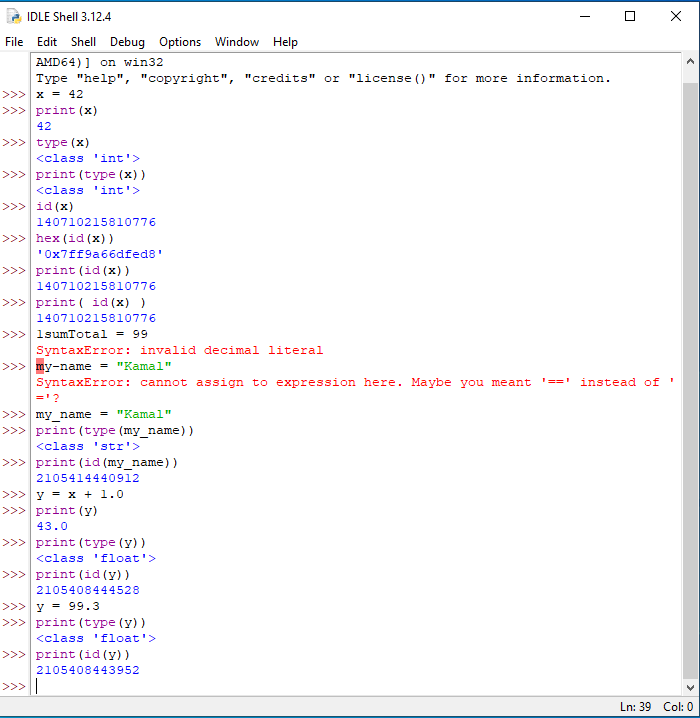 IDLE Shell 3.12.4
File Edit Shell Debug Options Window Help
AMD64)] on win32
Type "help", "copyright", "credits" or "license()" for more information.
>>> x = 42
>>> print(x)
42
>>> type(x)
<class 'int'>
>>> print(type(x))
<class 'int'>
>>> id(x)
140710215810776
>>> hex(id(x))
'0x7ff9a66dfed8'
>>> print(id(x))
140710215810776
>>> print( id(x) )
140710215810776
>>> 1sumTotal = 99
SyntaxError: invalid decimal literal
>>> my-name = "Kamal"
SyntaxError: cannot assign to expression here. Maybe you meant '==' instead of '
='?
>>> my_name = "Kamal"
>>> print(type(my_name))
<class 'str'>
>>> print(id(my_name))
2105414440912
>>> y = x + 1.0
>>> print(y)
43.0
>>> print(type(y))
<class 'float'>
>>> print(id(y))
2105408444528
>>> y = 99.3
>>> print(type(y))
<class 'float'>
>>> print(id(y))
2105408443952
>>>
Ln: 39 Col: 0